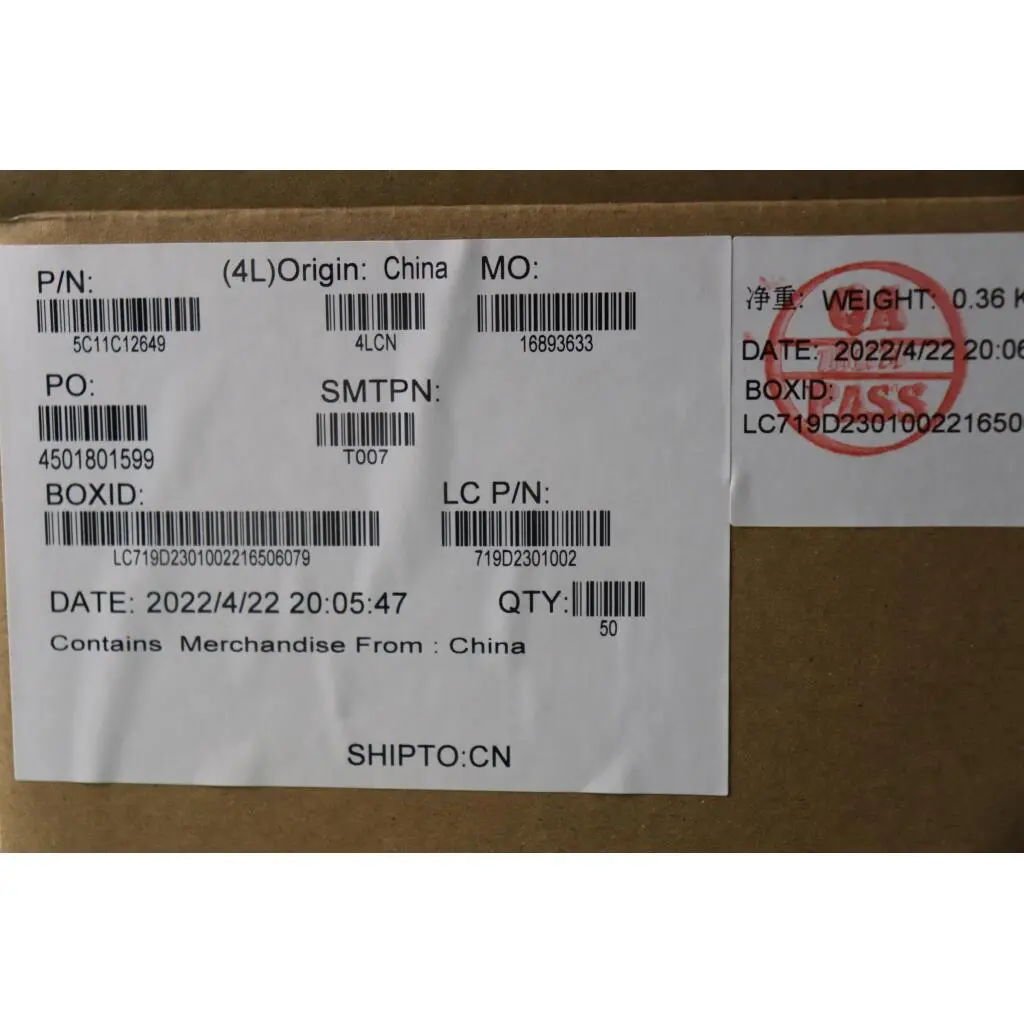 P/N: (4L)Origin: China MO:
5C11C12649 4LCN 16893633
PO: SMTPN:
4501801599 T007
BOXID: LC P/N:
LC719D2301002216506079 719D2301002
DATE: 2022/4/22 20:05:47 QTY:
50
Contains Merchandise From : China
SHIPTO:CN
净重: WEIGHT: 0.36 K
DATE: 2022/4/22 20:06
BOXID:
LC719D230100221650
QA
PASS